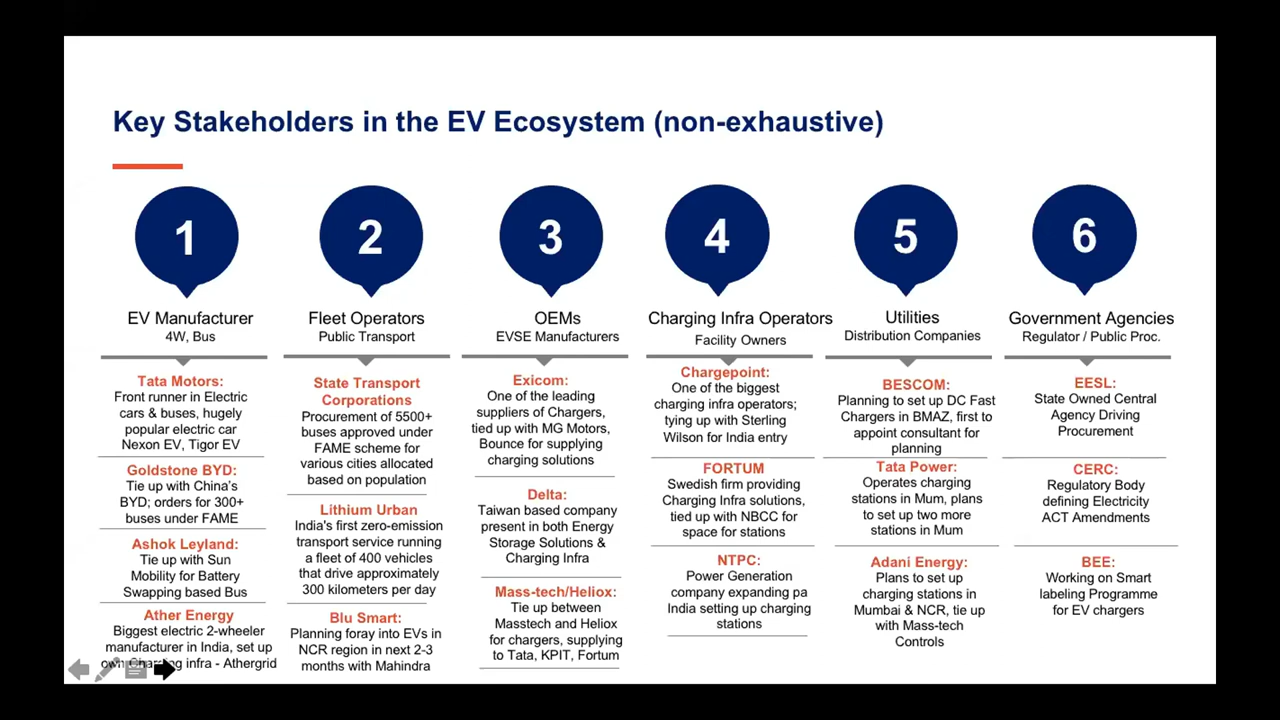 Key Stakeholders in the EV Ecosystem (non-exhaustive)
1
EV Manufacturer
4W, Bus
Tata Motors:
Front runner in Electric
cars & buses, hugely
popular electric car
Nexon EV, Tigor EV
Goldstone BYD:
Tie up with China's
BYD; orders for 300+
buses under FAME
Ashok Leyland:
Tie up with Sun
Mobility for Battery
Swapping based Bus
Ather Energy
Biggest electric 2-wheeler
manufacturer in India, set up
own Charging infra - Athergrid
2
Fleet Operators
Public Transport
State Transport
Corporations
Procurement of 5500+
buses approved under
FAME scheme for
various cities allocated
based on population
Lithium Urban
India's first zero-emission
transport service running
a fleet of 400 vehicles
that drive approximately
300 kilometers per day
Blu Smart:
Planning foray into EVs in
NCR region in next 2-3
months with Mahindra
3
OEMs
EVSE Manufacturers
Exicom:
One of the leading
suppliers of Chargers,
tied up with MG Motors,
Bounce for supplying
charging solutions
Delta:
Taiwan based company
present in both Energy
Storage Solutions &
Charging Infra
Mass-tech/Heliox:
Tie up between
Masstech and Heliox
for chargers, supplying
to Tata, KPIT, Fortum
4
Charging Infra Operators
Facility Owners
Chargepoint:
One of the biggest
charging infra operators;
tying up with Sterling
Wilson for India entry
FORTUM
Swedish firm providing
Charging Infra solutions,
tied up with NBCC for
space for stations
NTPC:
Power Generation
company expanding pa
India setting up charging
stations
5
Utilities
Distribution Companies
BESCOM:
Planning to set up DC Fast
Chargers in BMAZ, first to
appoint consultant for
planning
Tata Power:
Operates charging
stations in Mum, plans
to set up two more
stations in Mum
Adani Energy:
Plans to set up
charging stations in
Mumbai & NCR, tie up
with Mass-tech
Controls
6
Government Agencies
Regulator / Public Proc.
EESL:
State Owned Central
Agency Driving
Procurement
CERC:
Regulatory Body
defining Electricity
ACT Amendments
BEE:
Working on Smart
labeling Programme
for EV chargers